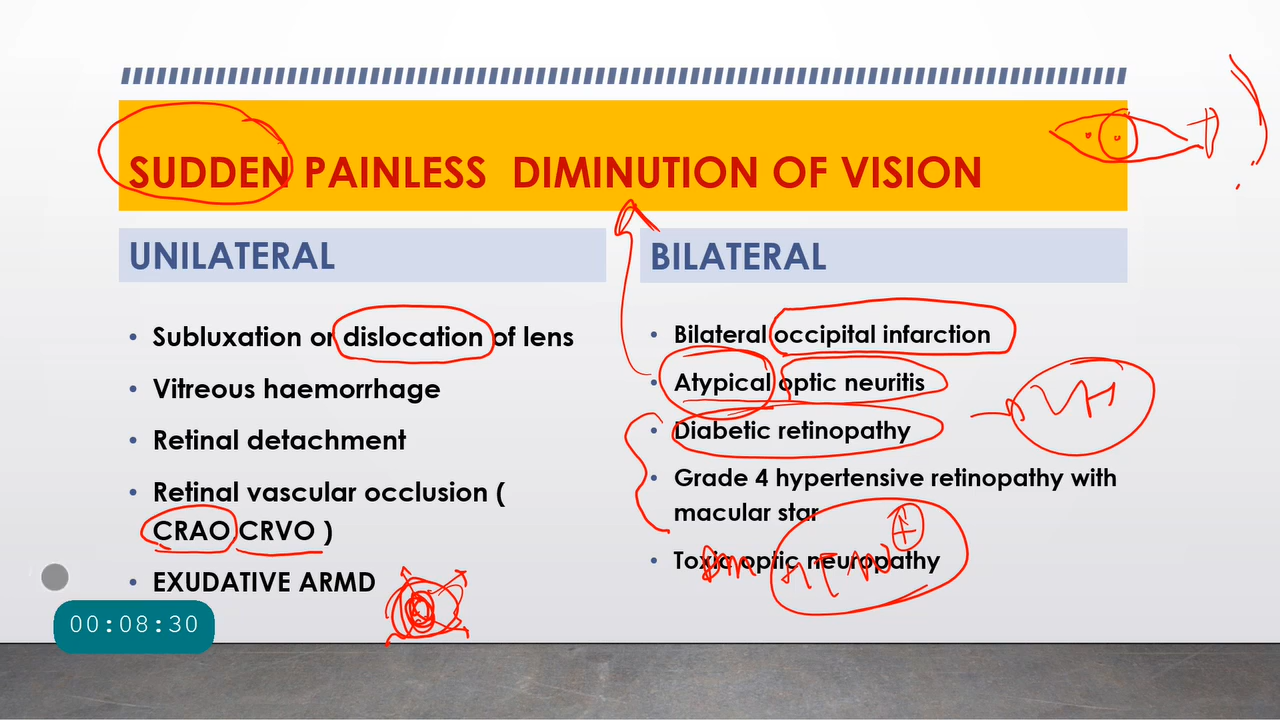 SUDDEN PAINLESS  DIMINUTION OF VISION
UNILATERAL
• Subluxation or dislocation of lens
• Vitreous haemorrhage
• Retinal detachment
• Retinal vascular occlusion (
CRAO CRVO )
• EXUDATIVE ARMD
BILATERAL
• Bilateral occipital infarction
• Atypical optic neuritis
• Diabetic retinopathy
VH
• Grade 4 hypertensive retinopathy with
macular star
• Toxic optic neuropathy
DM HTN
00:08:30